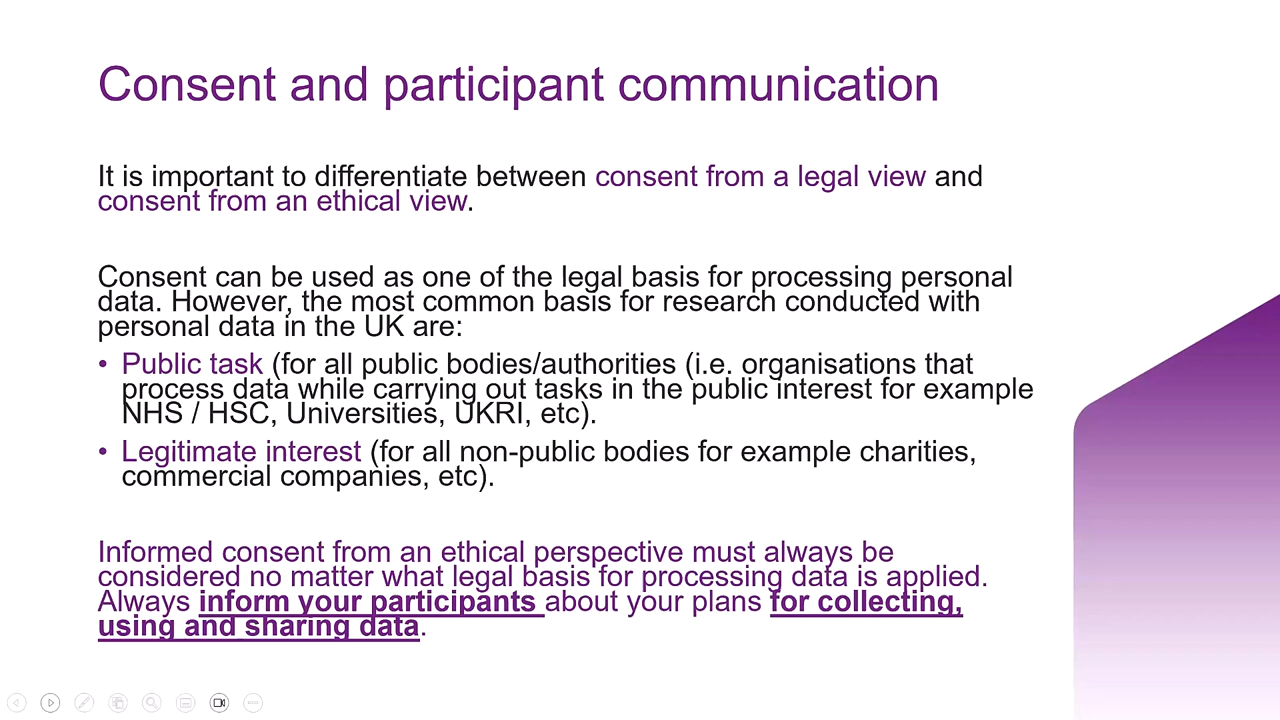 Consent and participant communication
It is important to differentiate between consent from a legal view and
consent from an ethical view.
Consent can be used as one of the legal basis for processing personal
data. However, the most common basis for research conducted with
personal data in the UK are:
• Public task (for all public bodies/authorities (i.e. organisations that
process data while carrying out tasks in the public interest for example
NHS / HSC, Universities, UKRI, etc).
• Legitimate interest (for all non-public bodies for example charities,
commercial companies, etc).
Informed consent from an ethical perspective must always be
considered no matter what legal basis for processing data is applied.
Always inform your participants about your plans for collecting,
using and sharing data.